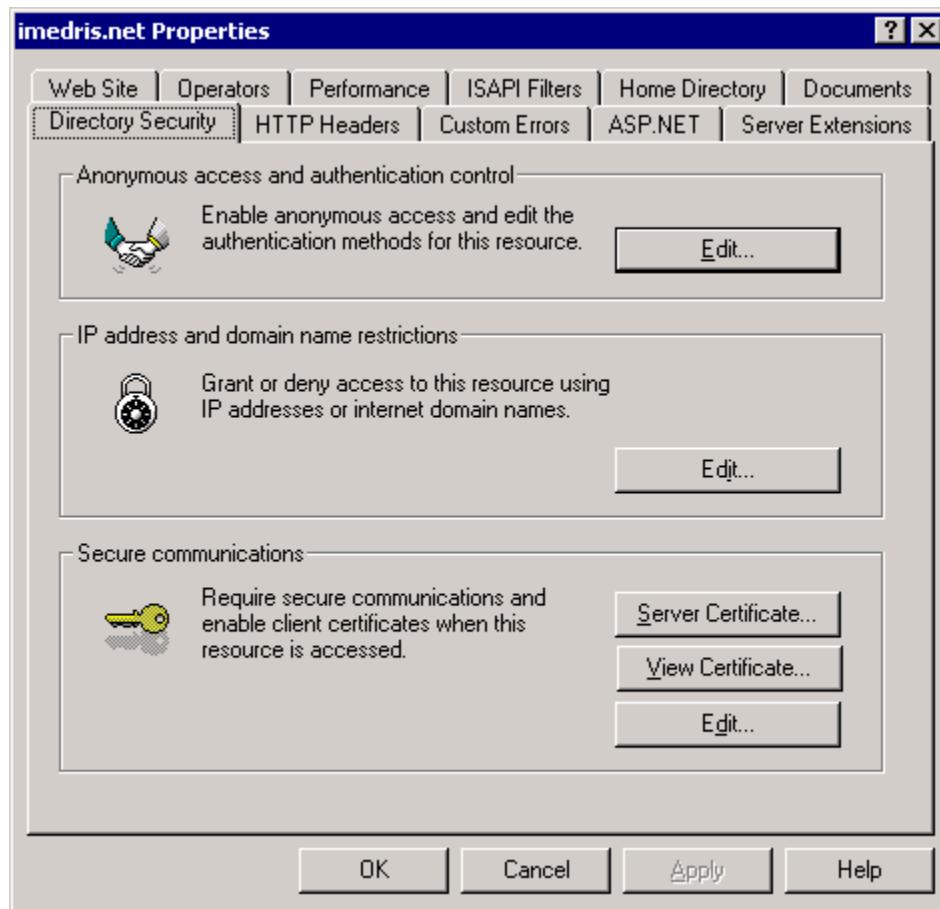 imedris.net Properties
Web Site Operators Performance ISAPI Filters Home Directory Documents
Directory Security HTTP Headers Custom Errors ASP.NET Server Extensions
Anonymous access and authentication control
Enable anonymous access and edit the
authentication methods for this resource.
Edit...
IP address and domain name restrictions
Grant or deny access to this resource using
IP addresses or internet domain names.
Edit...
Secure communications
Require secure communications and
enable client certificates when this
resource is accessed.
Server Certificate...
View Certificate...
Edit...
OK Cancel Apply Help